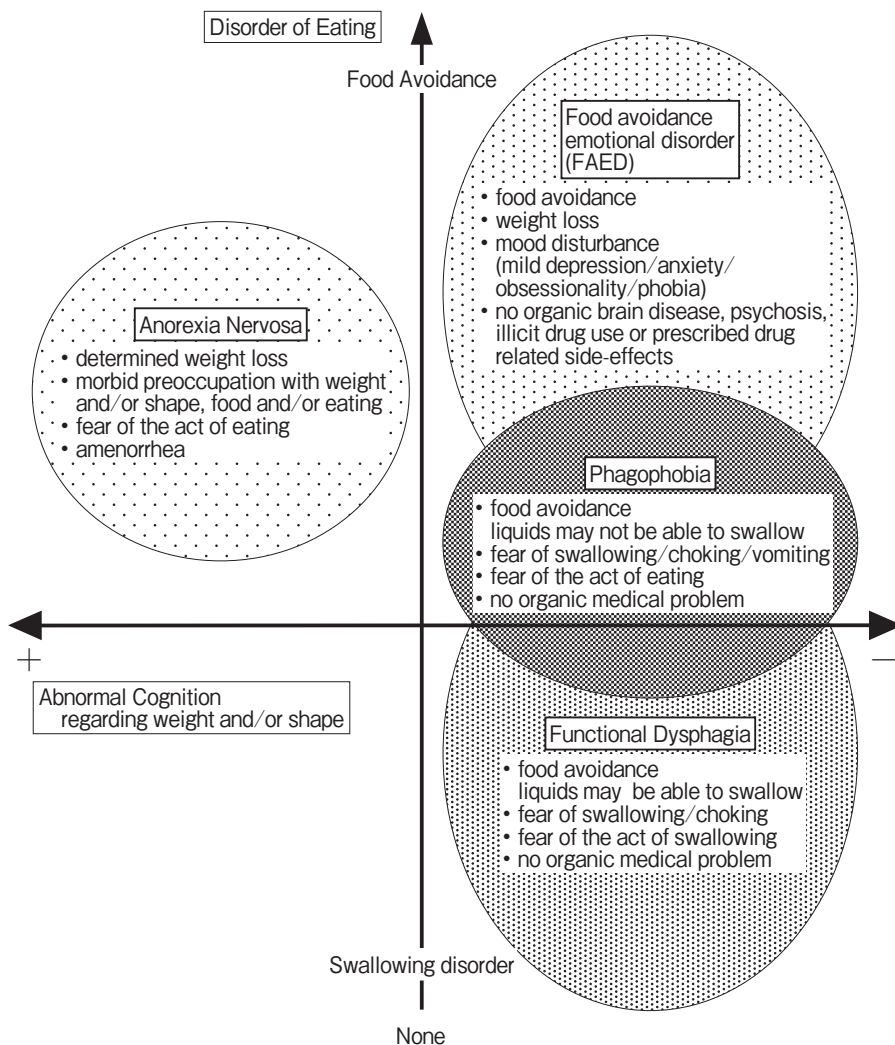 Disorder of Eating
Food Avoidance
Food avoidance
emotional disorder
(FAED)
• food avoidance
• weight loss
• mood disturbance
(mild depression/anxiety/
obsessionality/phobia)
• no organic brain disease, psychosis,
illicit drug use or prescribed drug
related side-effects
Anorexia Nervosa
• determined weight loss
• morbid preoccupation with weight
and/or shape, food and/or eating
• fear of the act of eating
• amenorrhea
Phagophobia
• food avoidance
liquids may not be able to swallow
• fear of swallowing/choking/vomiting
• fear of the act of eating
• no organic medical problem
+
−
Abnormal Cognition
regarding weight and/or shape
Functional Dysphagia
• food avoidance
liquids may be able to swallow
• fear of swallowing/choking
• fear of the act of swallowing
• no organic medical problem
Swallowing disorder
None